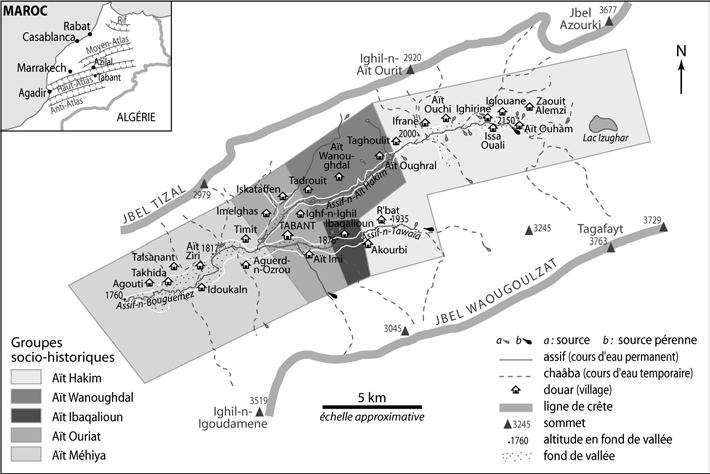 MAROC
Rabat
Casablanca
Rif
Moyen-Atlas
Marrakech
Azilal
Haut-Atlas
Tabant
Agadir
Anti-Atlas
ALGÉRIE
3677
Jbel
Azourki
N
2920
Ighil-n-
Aït Ourit
Aït
Ouchi
Ighirine
Iglouane
Zaouit
Alemzi
Ifrane
2150
2000
Issa
Ouali
Aït Ouham
Lac Izughar
Taghoulit
Aït Oughral
Aït
Wanou-
ghdal
Tadrouit
Assif-n-Aït Hakim
Iskatafen
2979
JBEL TIZAL
Imelghas
Ighf-n-Ighil
Ibaqalioun
R'bat
1935
Assif-n-Tawaïa
Timit
TABANT
1870
Akourbi
3245
Tagafayt
3729
3763
Aït
Ziri
1817
Talsanant
Takhida
Agouti
1760
Assif-n-Bouguemez
Aguerd-
n-Ozrou
Aït Imi
Idoukaln
JBEL WAOUGOULZAT
3045
3519
Ighil-n-
Igoudamene
Groupes
socio-historiques
Aït Hakim
Aït Wanoughdal
Aït Ibaqalioun
Aït Ouriat
Aït Méhiya
5 km
échelle approximative
a b a : source b : source pérenne
assif (cours d'eau permanent)
chaâba (cours d'eau temporaire)
douar (village)
ligne de crête
3245 sommet
1760 altitude en fond de vallée
fond de vallée